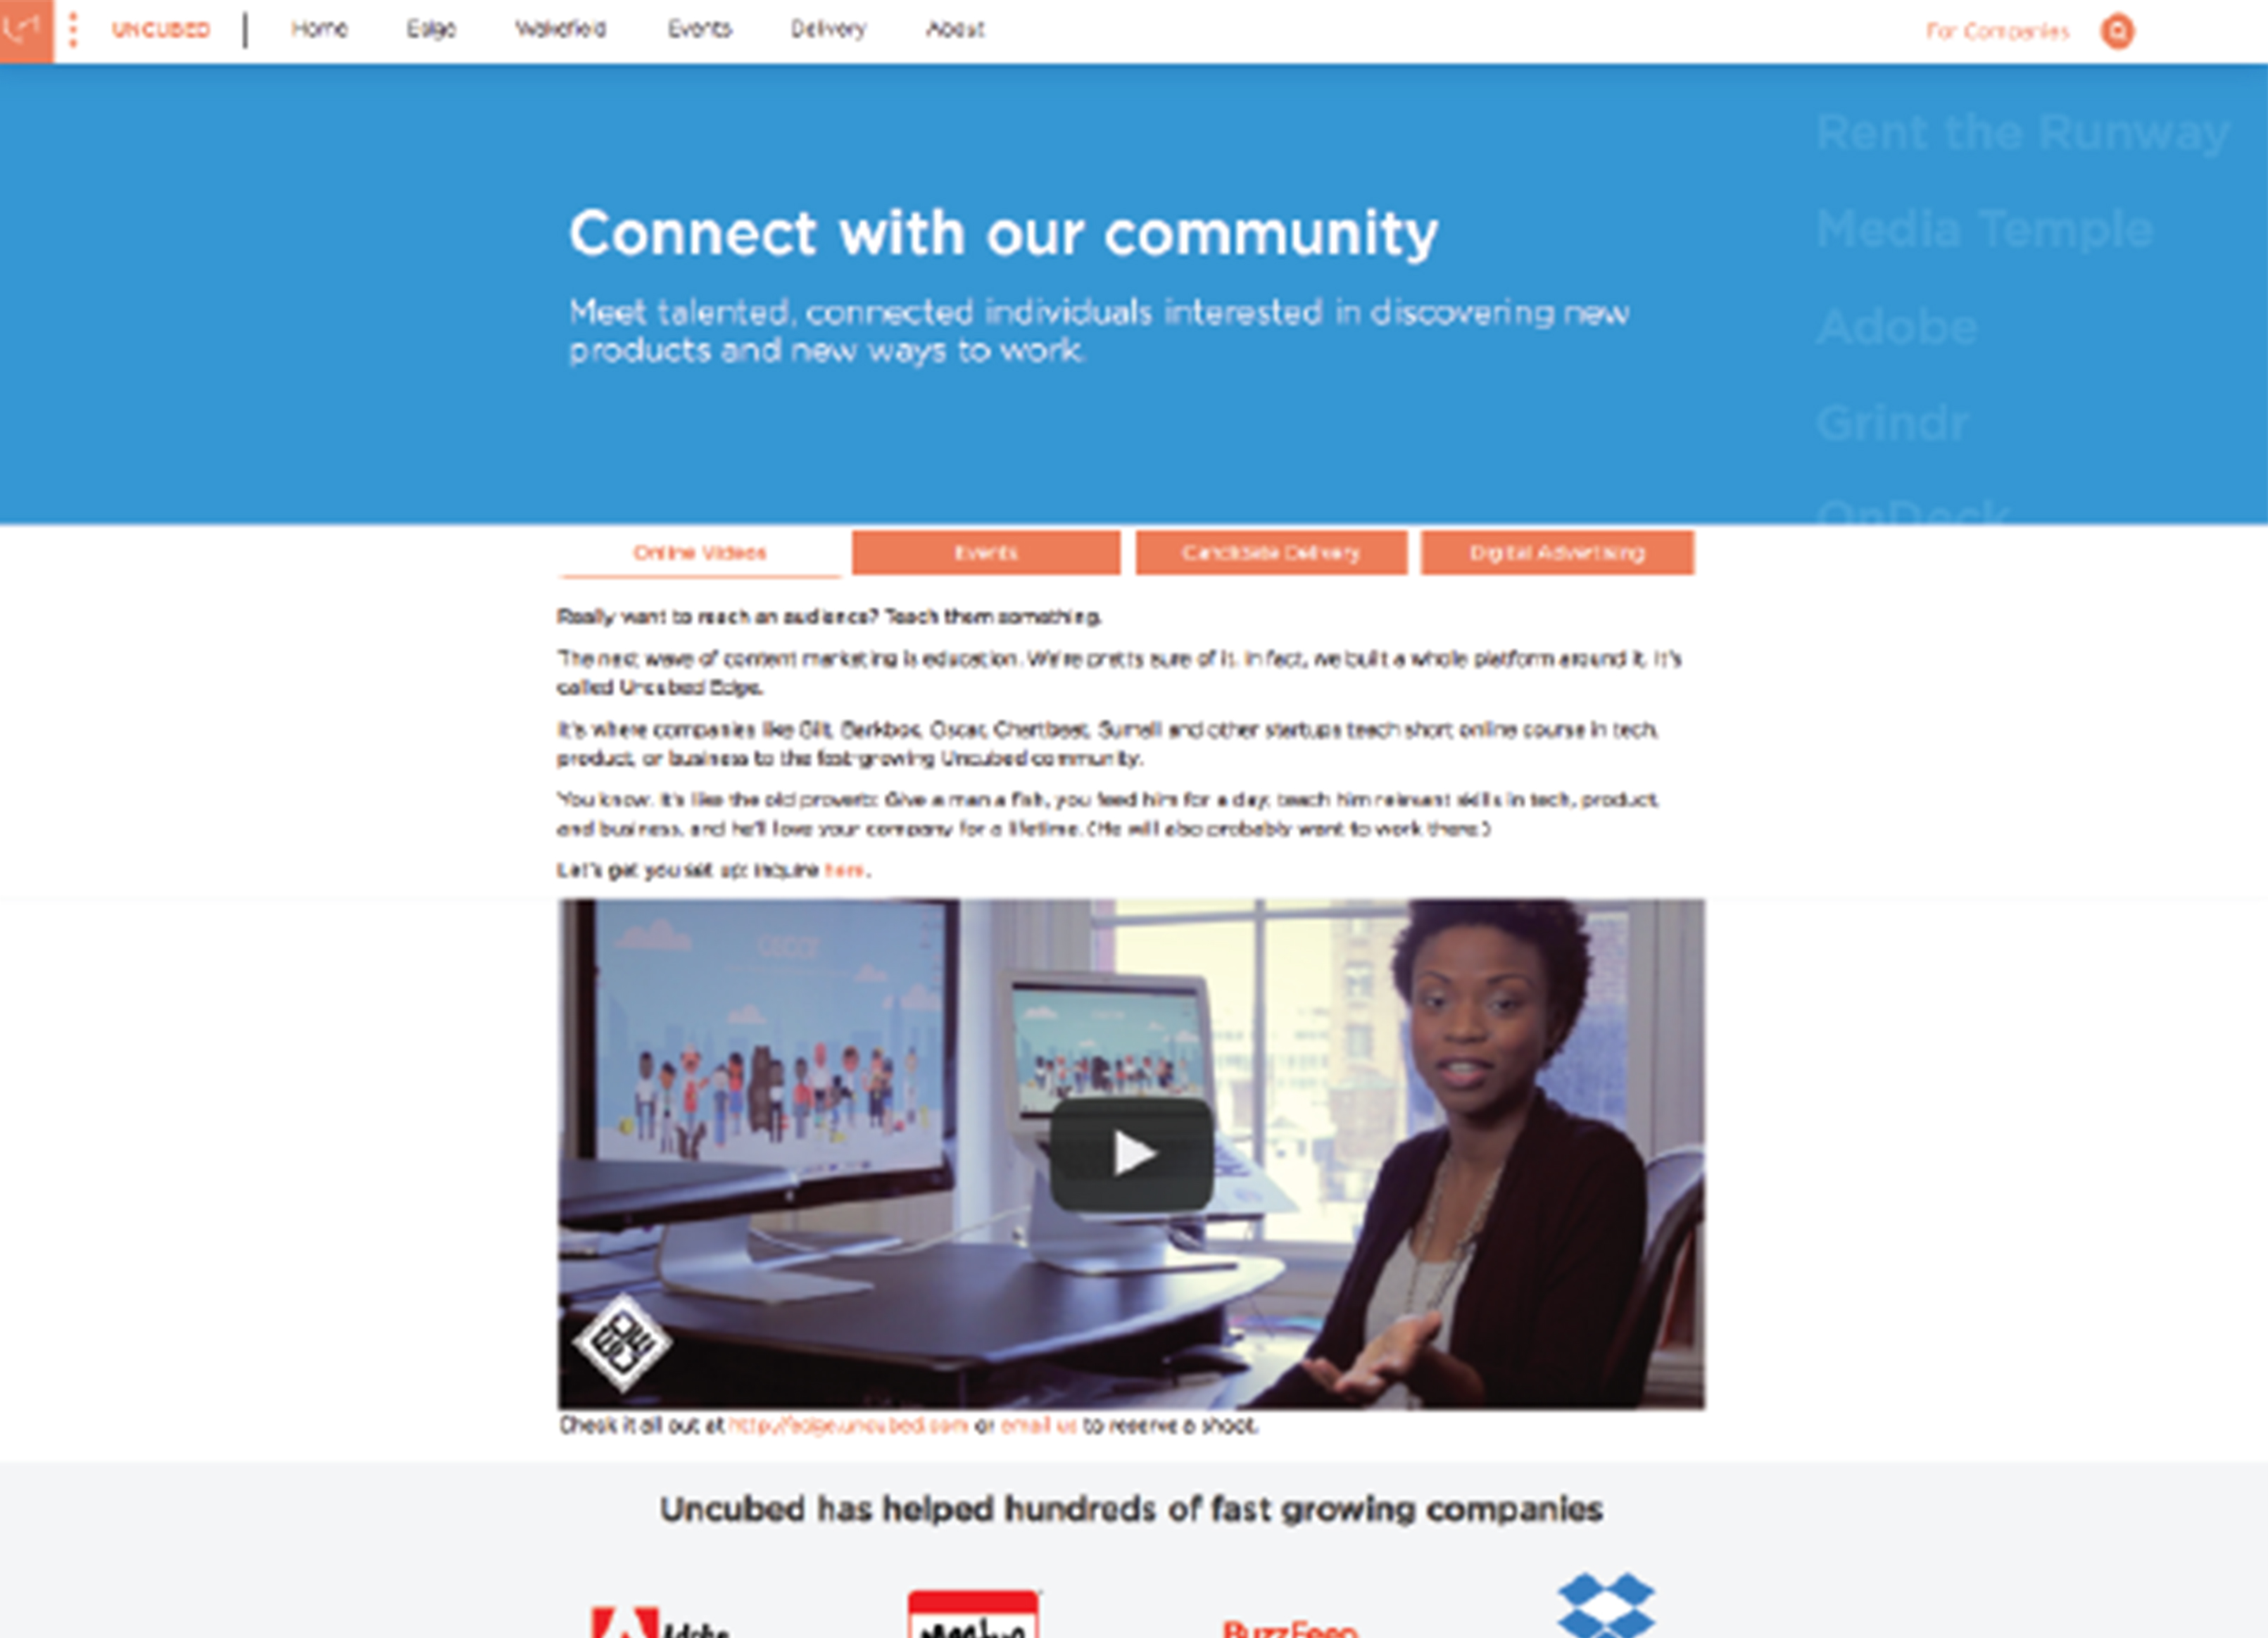 UNCUBED | Home Edge Wakefield Events Delivery About For Companies
Rent the Runway
Media Temple
Adobe
Grindr
OnDeck
Connect with our community
Meet talented, connected individuals interested in discovering new
products and new ways to work.
Online Videos Events Candidate Delivery Digital Advertising
Really want to reach an audience? Teach them something.
The next wave of content marketing is education. We're pretts sure of it. In fact, we built a whole platform around it. It's
called Uncubed Edge.
It's where companies like Gilt, Barkbox, Oscar, Chartbeat, Sumall and other startups teach short online course in tech,
product, or business to the fast-growing Uncubed community.
You know, it's like the old proverb: Give a man a fish, you feed him for a day; teach him relevant skills in tech, product,
and business, and he'll love your company for a lifetime. (He will also probably want to work there.)
Let's get you set up: inquire here.
oscar
Check it all out at http://edge.uncubed.com or email us to reserve a shoot.
Uncubed has helped hundreds of fast growing companies
Adobe
Meetup
BuzzFeed